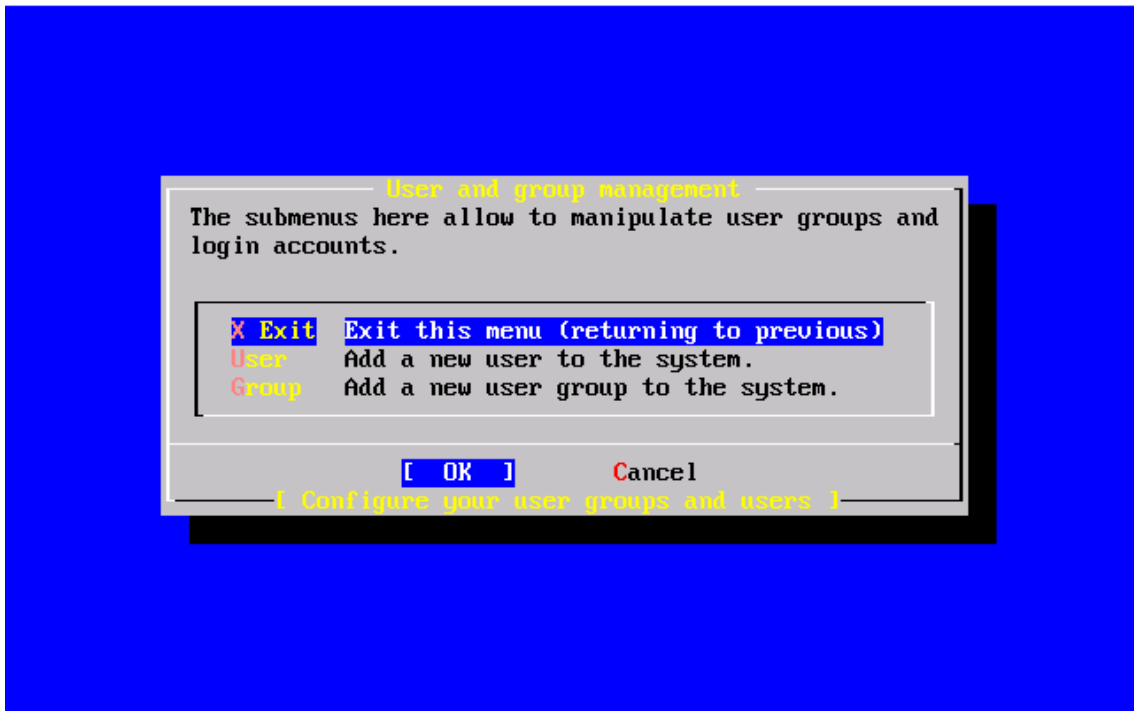 User and group management
The submenus here allow to manipulate user groups and
login accounts.
X Exit Exit this menu (returning to previous)
User Add a new user to the system.
Group Add a new user group to the system.
[ OK ] Cancel
[ Configure your user groups and users ]